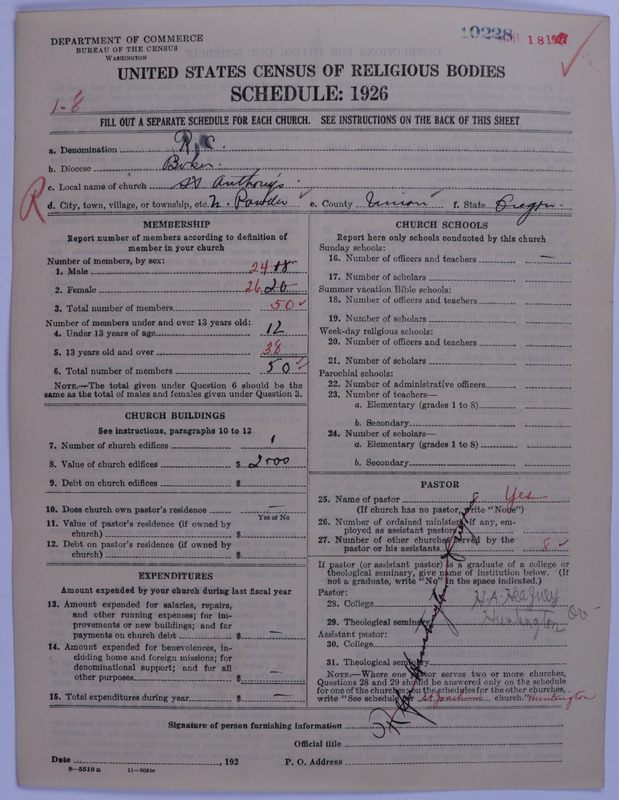 DEPARTMENT OF COMMERCE
BUREAU OF THE CENSUS
WASHINGTON
10228
18 1927
1-8
UNITED STATES CENSUS OF RELIGIOUS BODIES
SCHEDULE: 1926
FILL OUT A SEPARATE SCHEDULE FOR EACH CHURCH. SEE INSTRUCTIONS ON THE BACK OF THIS SHEET
a. Denomination R.C.
b. Diocese Baker.
c. Local name of church St Anthony's
R
d. City, town, village, or township, etc. N. Powder e. County Union f. State Oregon.
MEMBERSHIP
Report number of members according to definition of member in your church
Number of members, by sex:
1. Male 24 18
2. Female 26 20
3. Total number of members 50
Number of members under and over 13 years old:
4. Under 13 years of age 12
5. 13 years old and over 38
6. Total number of members 50
NOTE.—The total given under Question 6 should be the
same as the total of males and females given under Question 3.
CHURCH BUILDINGS
See instructions, paragraphs 10 to 12
7. Number of church edifices 1
8. Value of church edifices $ 2000
9. Debt on church edifices $
10. Does church own pastor's residence —
Yes or No
11. Value of pastor's residence (if owned by
church) $
12. Debt on pastor's residence (if owned by
church) $
EXPENDITURES
Amount expended by your church during last fiscal year
13. Amount expended for salaries, repairs,
and other running expenses; for im-
provements or new buildings; and for
payments on church debt $ —
14. Amount expended for benevolences, in-
cluding home and foreign missions; for
denominational support; and for all
other purposes $ —
15. Total expenditures during year $ —
CHURCH SCHOOLS
Report here only schools conducted by this church
Sunday schools:
16. Number of officers and teachers —
17. Number of scholars
Summer vacation Bible schools:
18. Number of officers and teachers
19. Number of scholars
Week-day religious schools:
20. Number of officers and teachers
21. Number of scholars
Parochial schools:
22. Number of administrative officers
23. Number of teachers—
a. Elementary (grades 1 to 8)
b. Secondary
24. Number of scholars—
a. Elementary (grades 1 to 8)
b. Secondary
PASTOR
25. Name of pastor Yes
(If church has no pastor, write "None")
26. Number of ordained ministers, if any, em-
ployed as assistant pastors
27. Number of other churches served by the
pastor or his assistants 8
If pastor (or assistant pastor) is a graduate of a college or
theological seminary, give name of institution below. (If
not a graduate, write "No" in the space indicated.)
Pastor:
28. College
29. Theological seminary Huntington Or-
Assistant pastor:
30. College
31. Theological seminary
NOTE.—Where one pastor serves two or more churches,
Questions 28 and 29 should be answered only on the schedule
for one of the churches; on the schedules for the other churches,
write "See schedule St Joachims church." Huntington
Huntington Oregon
Signature of person furnishing information
Official title
Date , 192 P. O. Address
8—5518a 11—9086